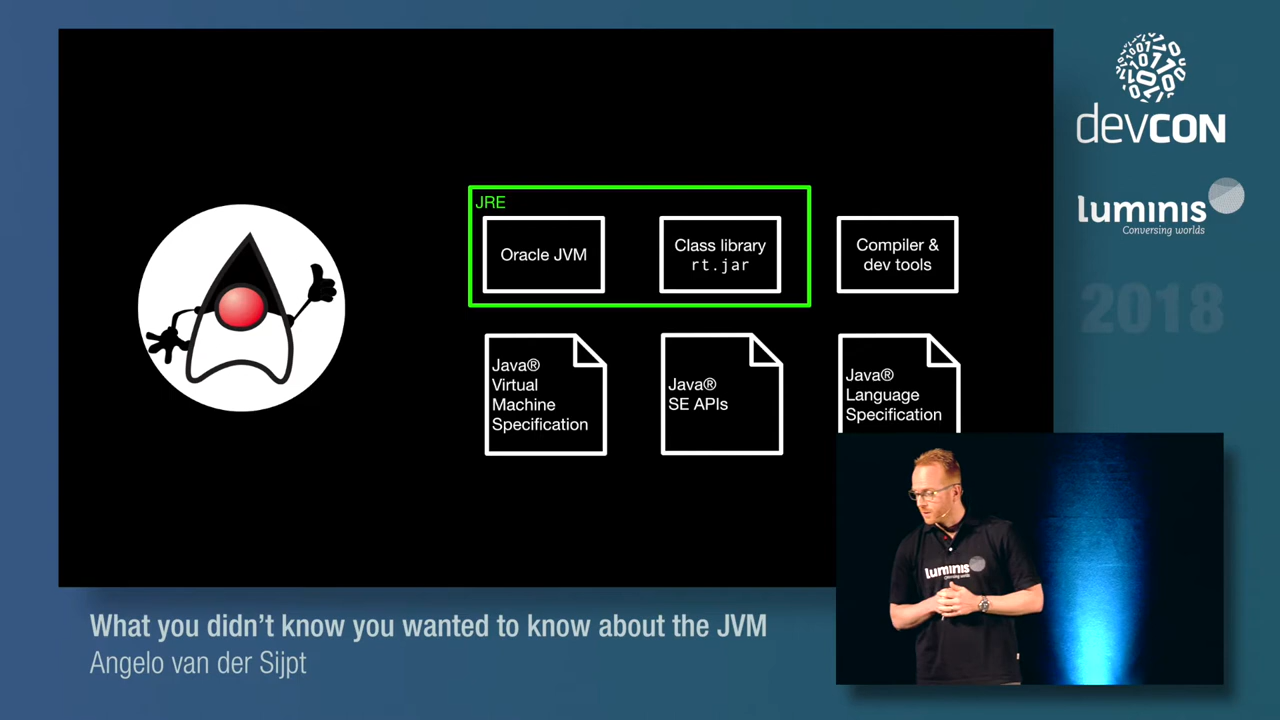 devcon
luminis
Conversing worlds
2018
JRE
Oracle JVM
Class library
rt.jar
Compiler &
dev tools
Java®
Virtual
Machine
Specification
Java®
SE APIs
Java®
Language
Specification
luminis
What you didn't know you wanted to know about the JVM
Angelo van der Sijpt